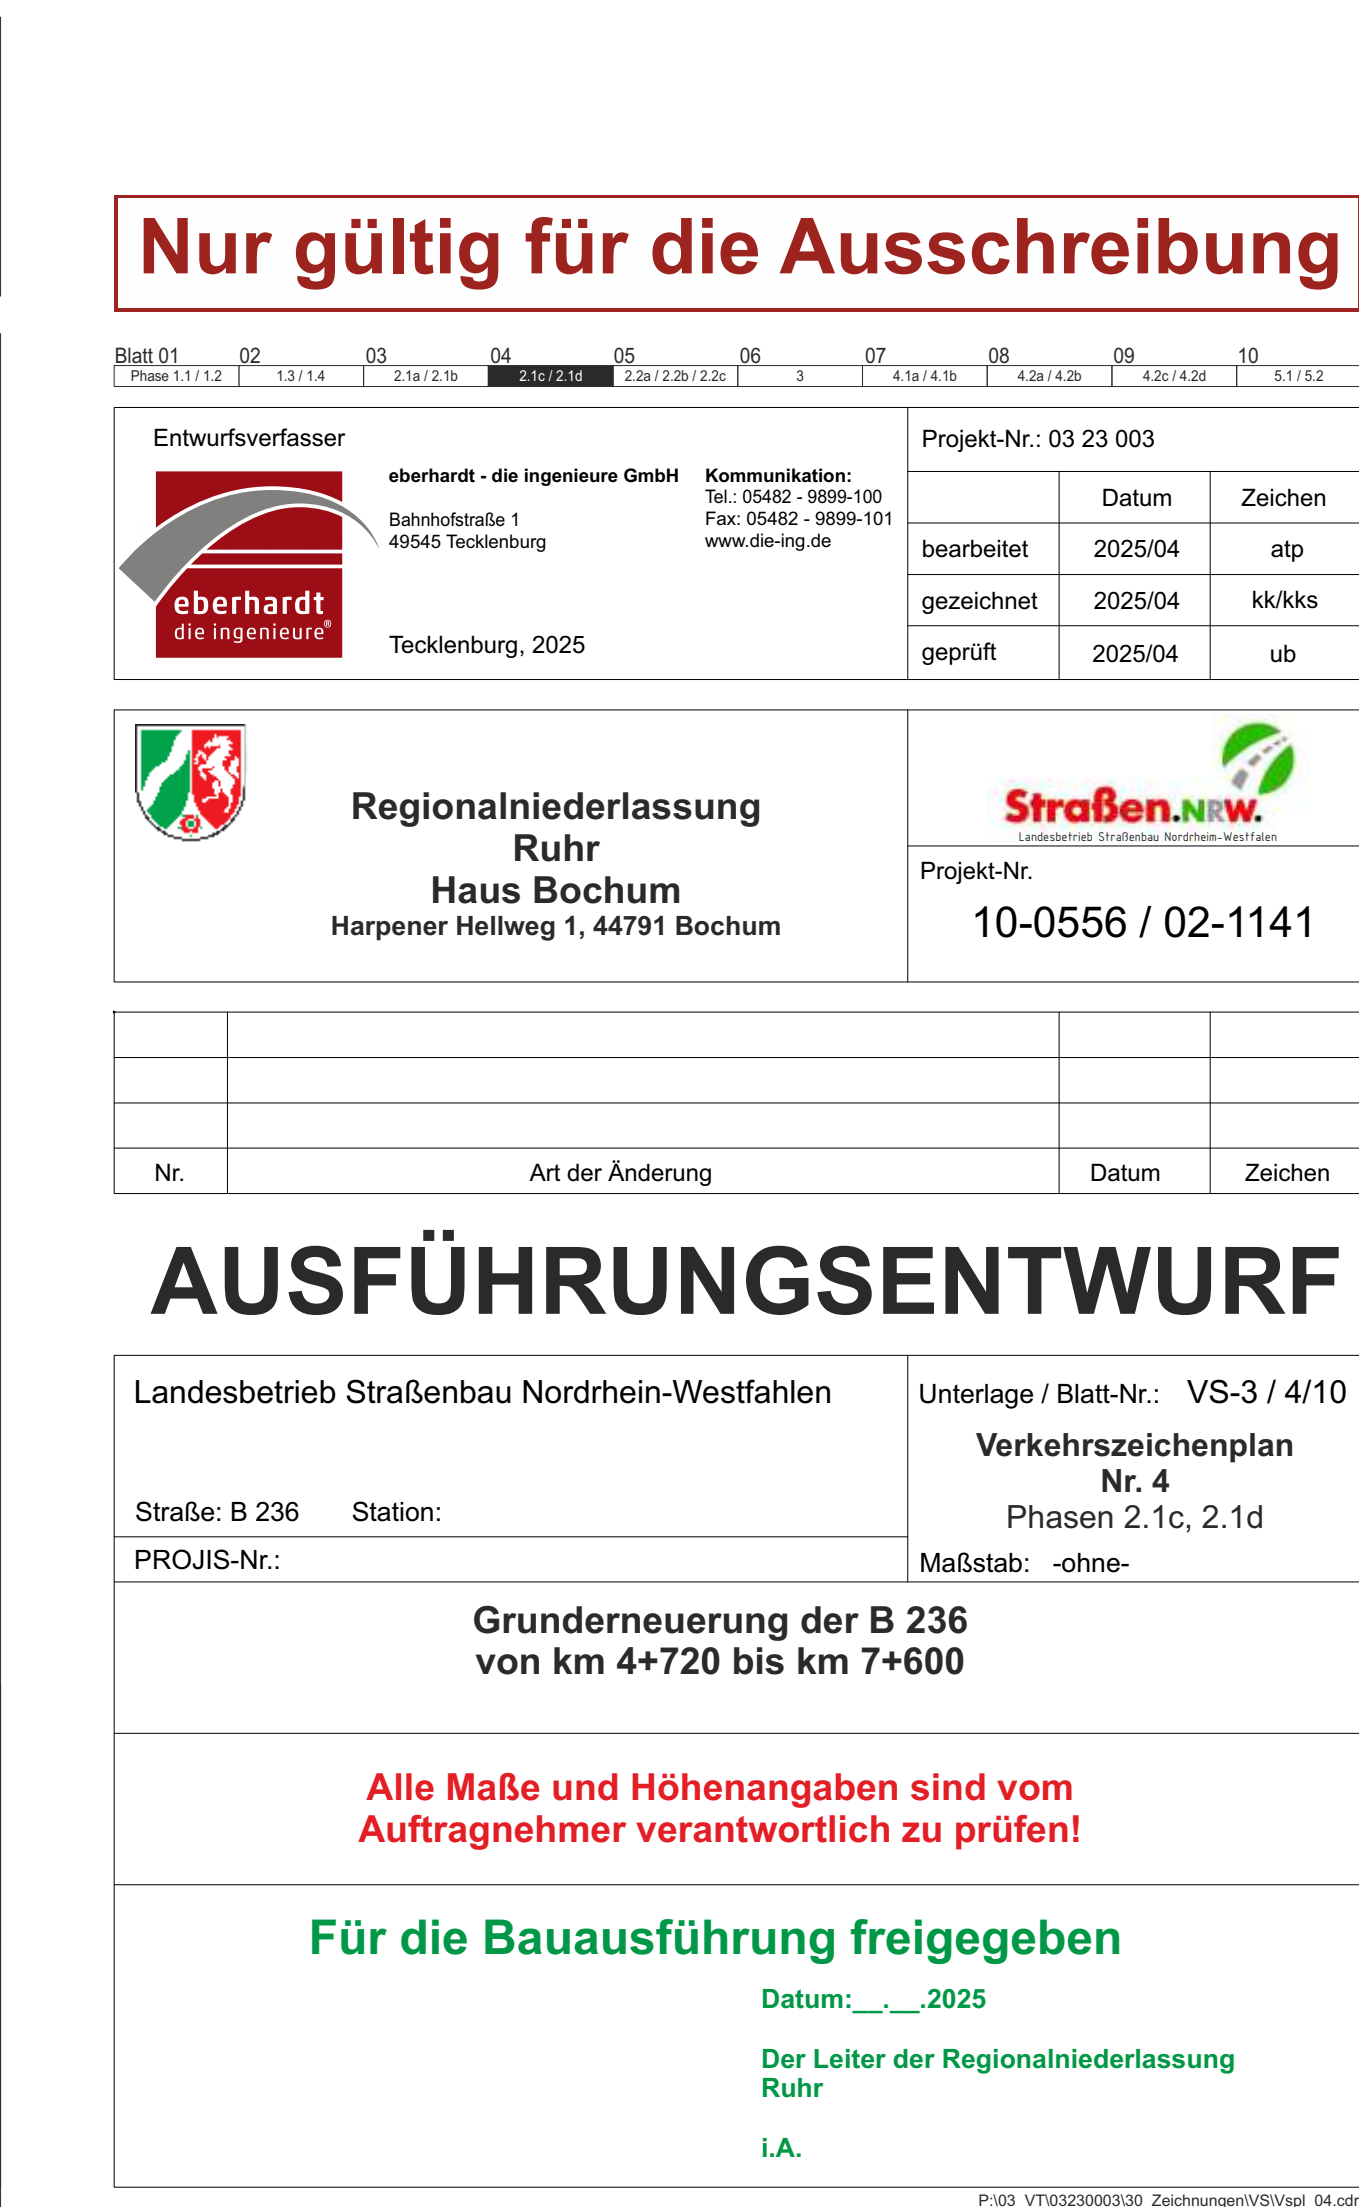 Nur gültig für die Ausschreibung
Blatt 01 02 03 04 05 06 07 08 09 10
Phase 1.1 / 1.2 1.3 / 1.4 2.1a / 2.1b 2.1c / 2.1d 2.2a / 2.2b / 2.2c 3 4.1a / 4.1b 4.2a / 4.2b 4.2c / 4.2d 5.1 / 5.2
Entwurfsverfasser
eberhardt
die ingenieure®
eberhardt - die ingenieure GmbH
Bahnhofstraße 1
49545 Tecklenburg
Tecklenburg, 2025
Kommunikation:
Tel.: 05482 - 9899-100
Fax: 05482 - 9899-101
www.die-ing.de
Projekt-Nr.: 03 23 003
Datum Zeichen
bearbeitet 2025/04 atp
gezeichnet 2025/04 kk/kks
geprüft 2025/04 ub
Regionalniederlassung
Ruhr
Haus Bochum
Harpener Hellweg 1, 44791 Bochum
Straßen.NRW.
Landesbetrieb Straßenbau Nordrheim-Westfalen
Projekt-Nr.
10-0556 / 02-1141
Nr. Art der Änderung Datum Zeichen
AUSFÜHRUNGSENTWURF
Landesbetrieb Straßenbau Nordrhein-Westfahlen
Straße: B 236 Station:
PROJIS-Nr.:
Unterlage / Blatt-Nr.: VS-3 / 4/10
Verkehrszeichenplan
Nr. 4
Phasen 2.1c, 2.1d
Maßstab: -ohne-
Grunderneuerung der B 236
von km 4+720 bis km 7+600
Alle Maße und Höhenangaben sind vom
Auftragnehmer verantwortlich zu prüfen!
Für die Bauausführung freigegeben
Datum:__.__.2025
Der Leiter der Regionalniederlassung
Ruhr
i.A.
P:\03_VT\03230003\30_Zeichnungen\VS\Vspl_04.cdr